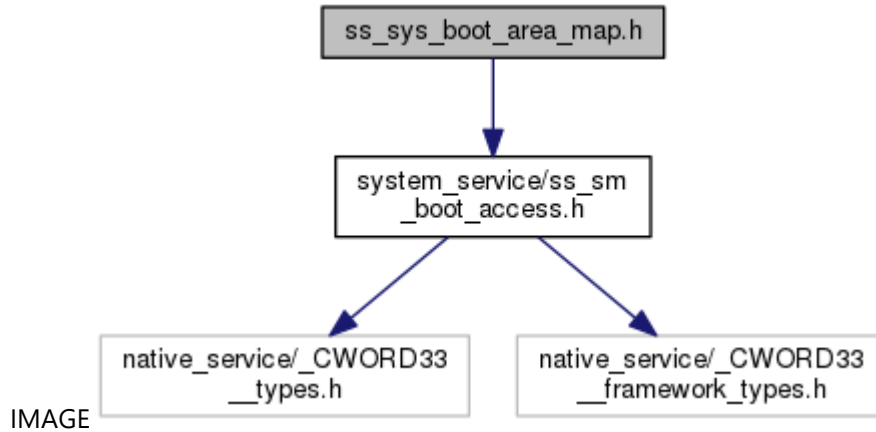 ss_sys_boot_area_map.h
system_service/ss_sm
_boot_access.h
native_service/_CWORD33
__types.h
native_service/_CWORD33
__framework_types.h
IMAGE